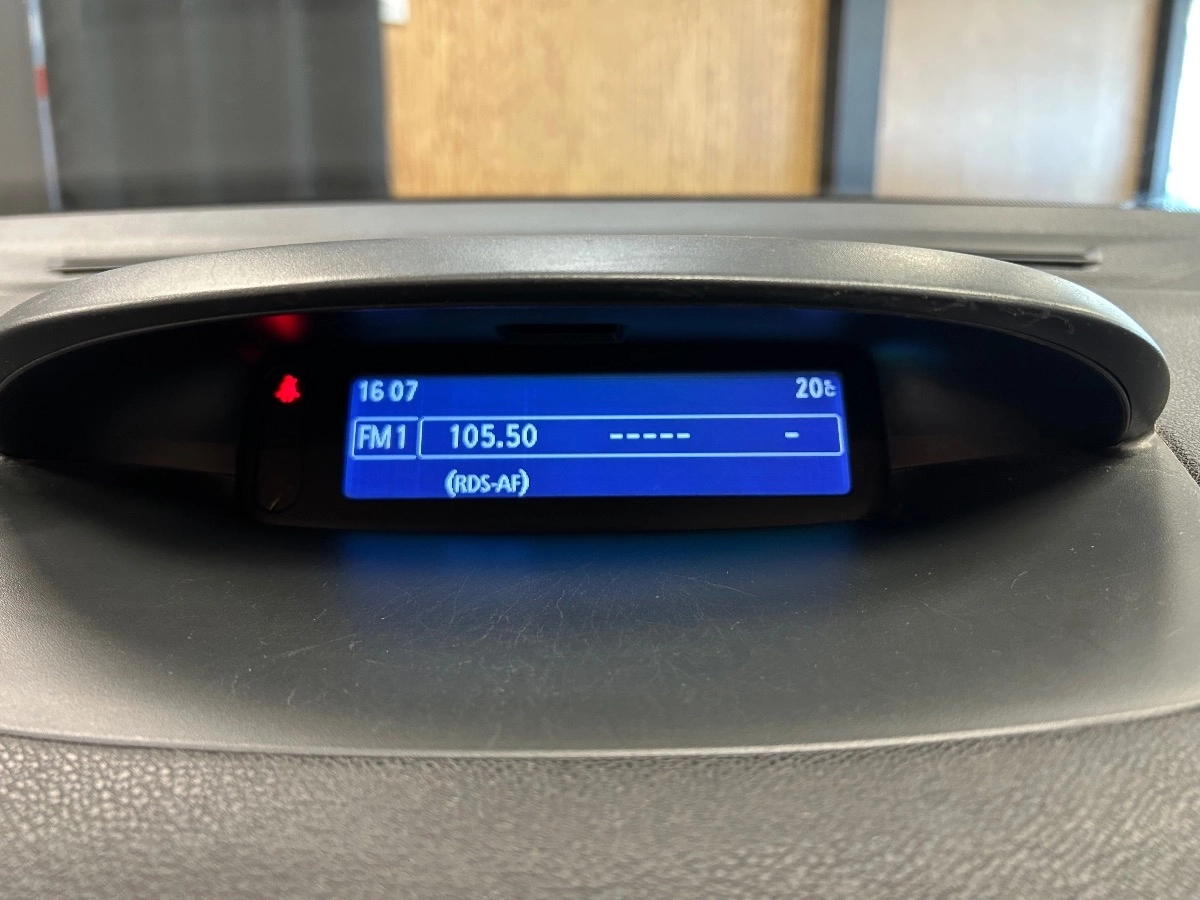 16 07 20°c
FM1 105.50 ----- -
(RDS-AF)